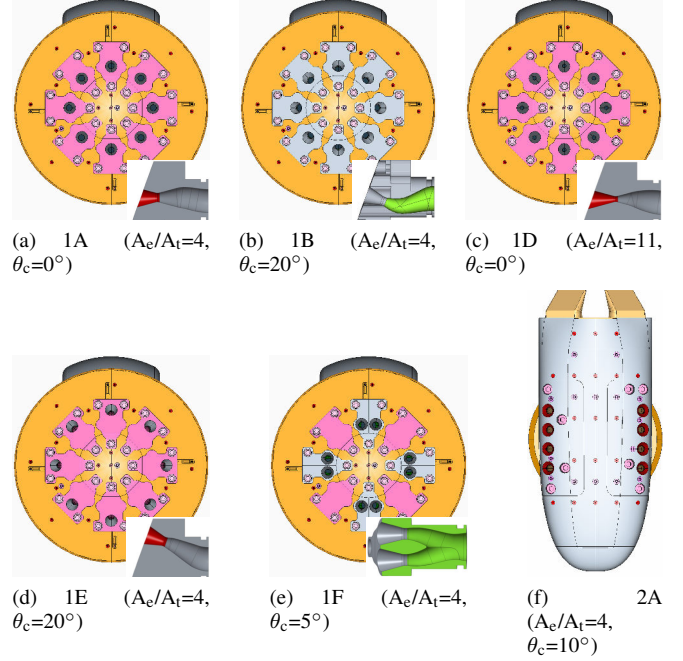 (a) 1A (Ae/At=4,
θc=0°)
(b) 1B (Ae/At=4,
θc=20°)
(c) 1D (Ae/At=11,
θc=0°)
(d) 1E (Ae/At=4,
θc=20°)
(e) 1F (Ae/At=4,
θc=5°)
(f) 2A
(Ae/At=4,
θc=10°)